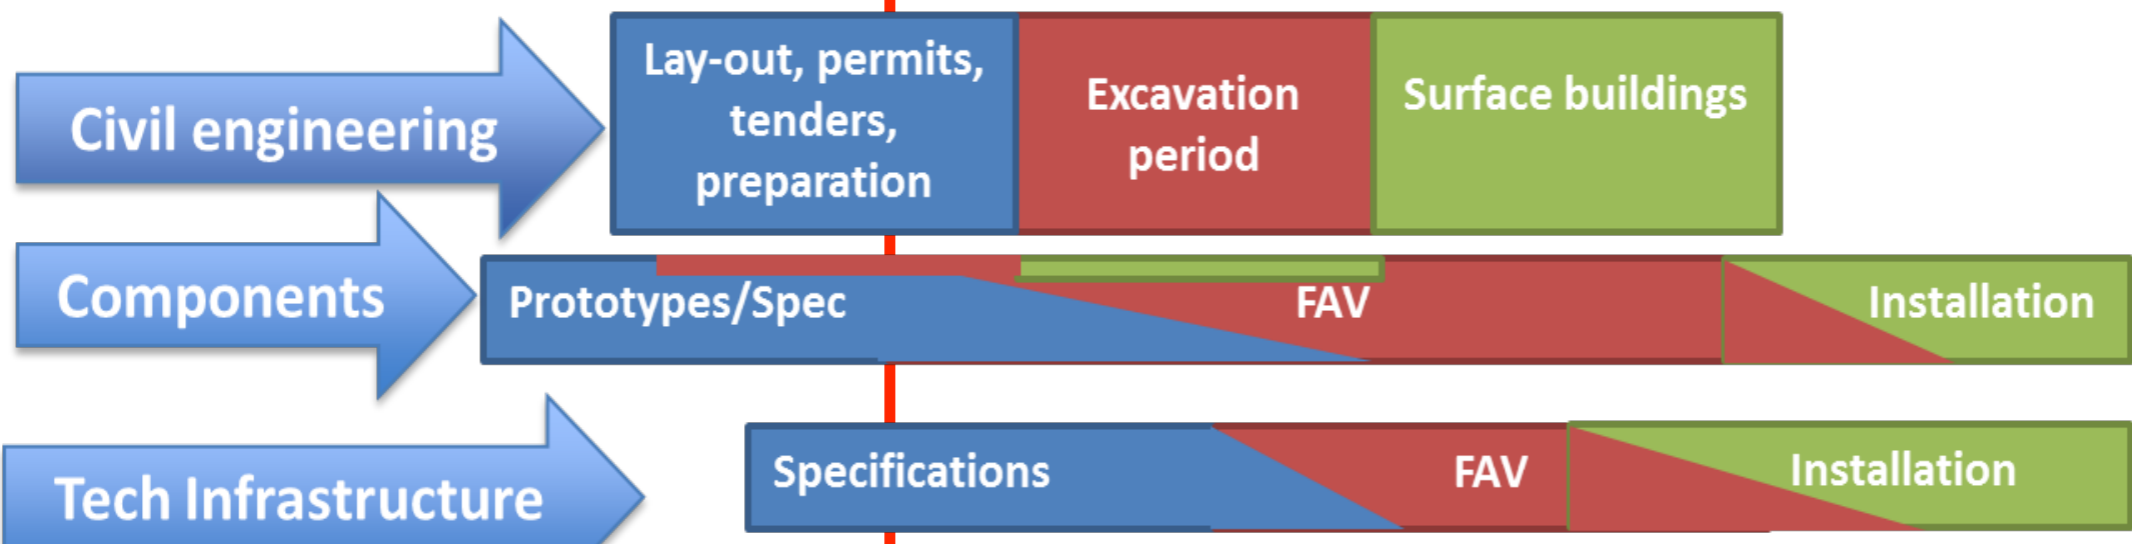 Civil engineering
Lay-out, permits,
tenders,
preparation
Excavation
period
Surface buildings
Components
Prototypes/Spec
FAV
Installation
Tech Infrastructure
Specifications
FAV
Installation